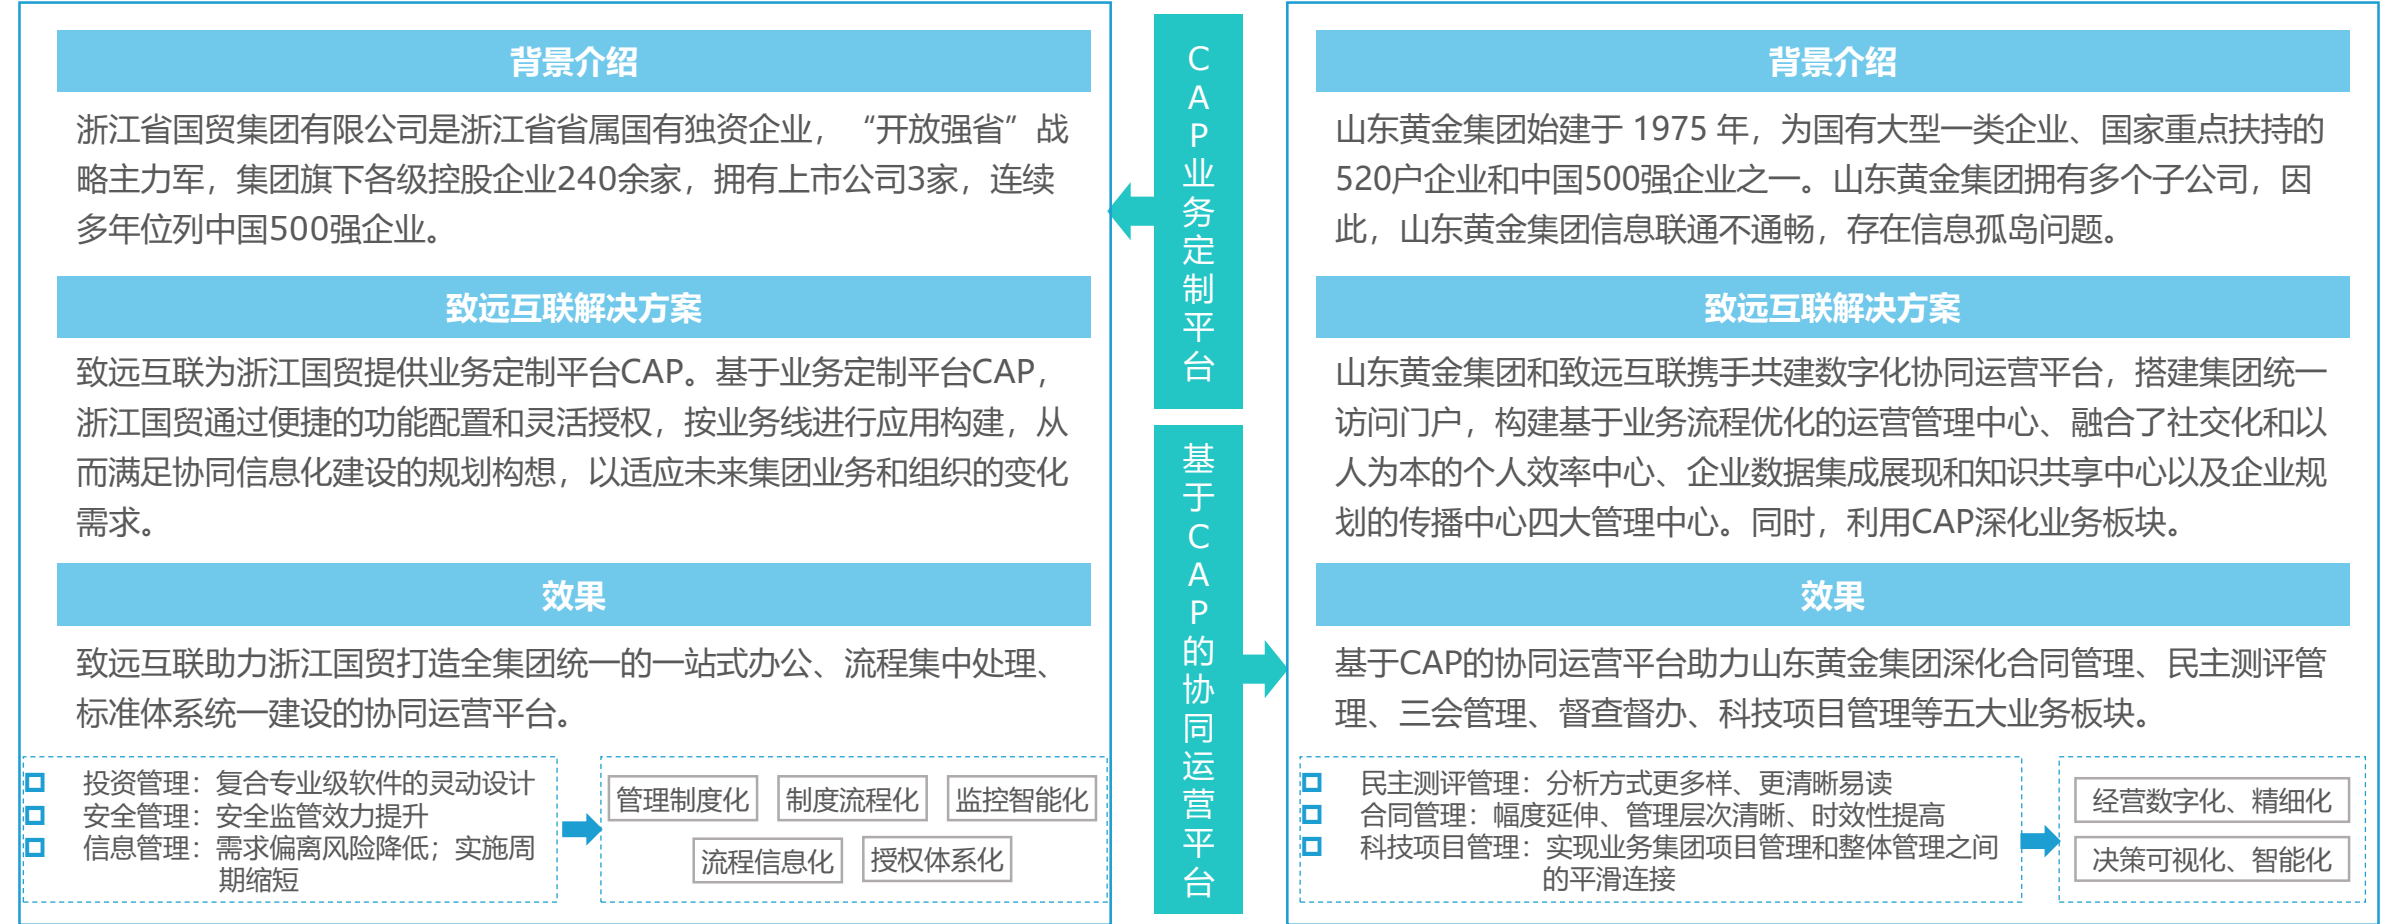 背景介绍
浙江省国贸集团有限公司是浙江省省属国有独资企业，“开放强省”战
略主力军，集团旗下各级控股企业240余家，拥有上市公司3家，连续
多年位列中国500强企业。
致远互联解决方案
致远互联为浙江国贸提供业务定制平台CAP。基于业务定制平台CAP，
浙江国贸通过便捷的功能配置和灵活授权，按业务线进行应用构建，从
而满足协同信息化建设的规划构想，以适应未来集团业务和组织的变化
需求。
效果
致远互联助力浙江国贸打造全集团统一的一站式办公、流程集中处理、
标准体系统一建设的协同运营平台。
投资管理：复合专业级软件的灵动设计
安全管理：安全监管效力提升
信息管理：需求偏离风险降低；实施周
期缩短
管理制度化
制度流程化
监控智能化
流程信息化
授权体系化
CAP业务定制平台
基于CAP的协同运营平台
背景介绍
山东黄金集团始建于 1975 年，为国有大型一类企业、国家重点扶持的
520户企业和中国500强企业之一。山东黄金集团拥有多个子公司，因
此，山东黄金集团信息联通不通畅，存在信息孤岛问题。
致远互联解决方案
山东黄金集团和致远互联携手共建数字化协同运营平台，搭建集团统一
访问门户，构建基于业务流程优化的运营管理中心、融合了社交化和以
人为本的个人效率中心、企业数据集成展现和知识共享中心以及企业规
划的传播中心四大管理中心。同时，利用CAP深化业务板块。
效果
基于CAP的协同运营平台助力山东黄金集团深化合同管理、民主测评管
理、三会管理、督查督办、科技项目管理等五大业务板块。
民主测评管理：分析方式更多样、更清晰易读
合同管理：幅度延伸、管理层次清晰、时效性提高
科技项目管理：实现业务集团项目管理和整体管理之间
的平滑连接
经营数字化、精细化
决策可视化、智能化